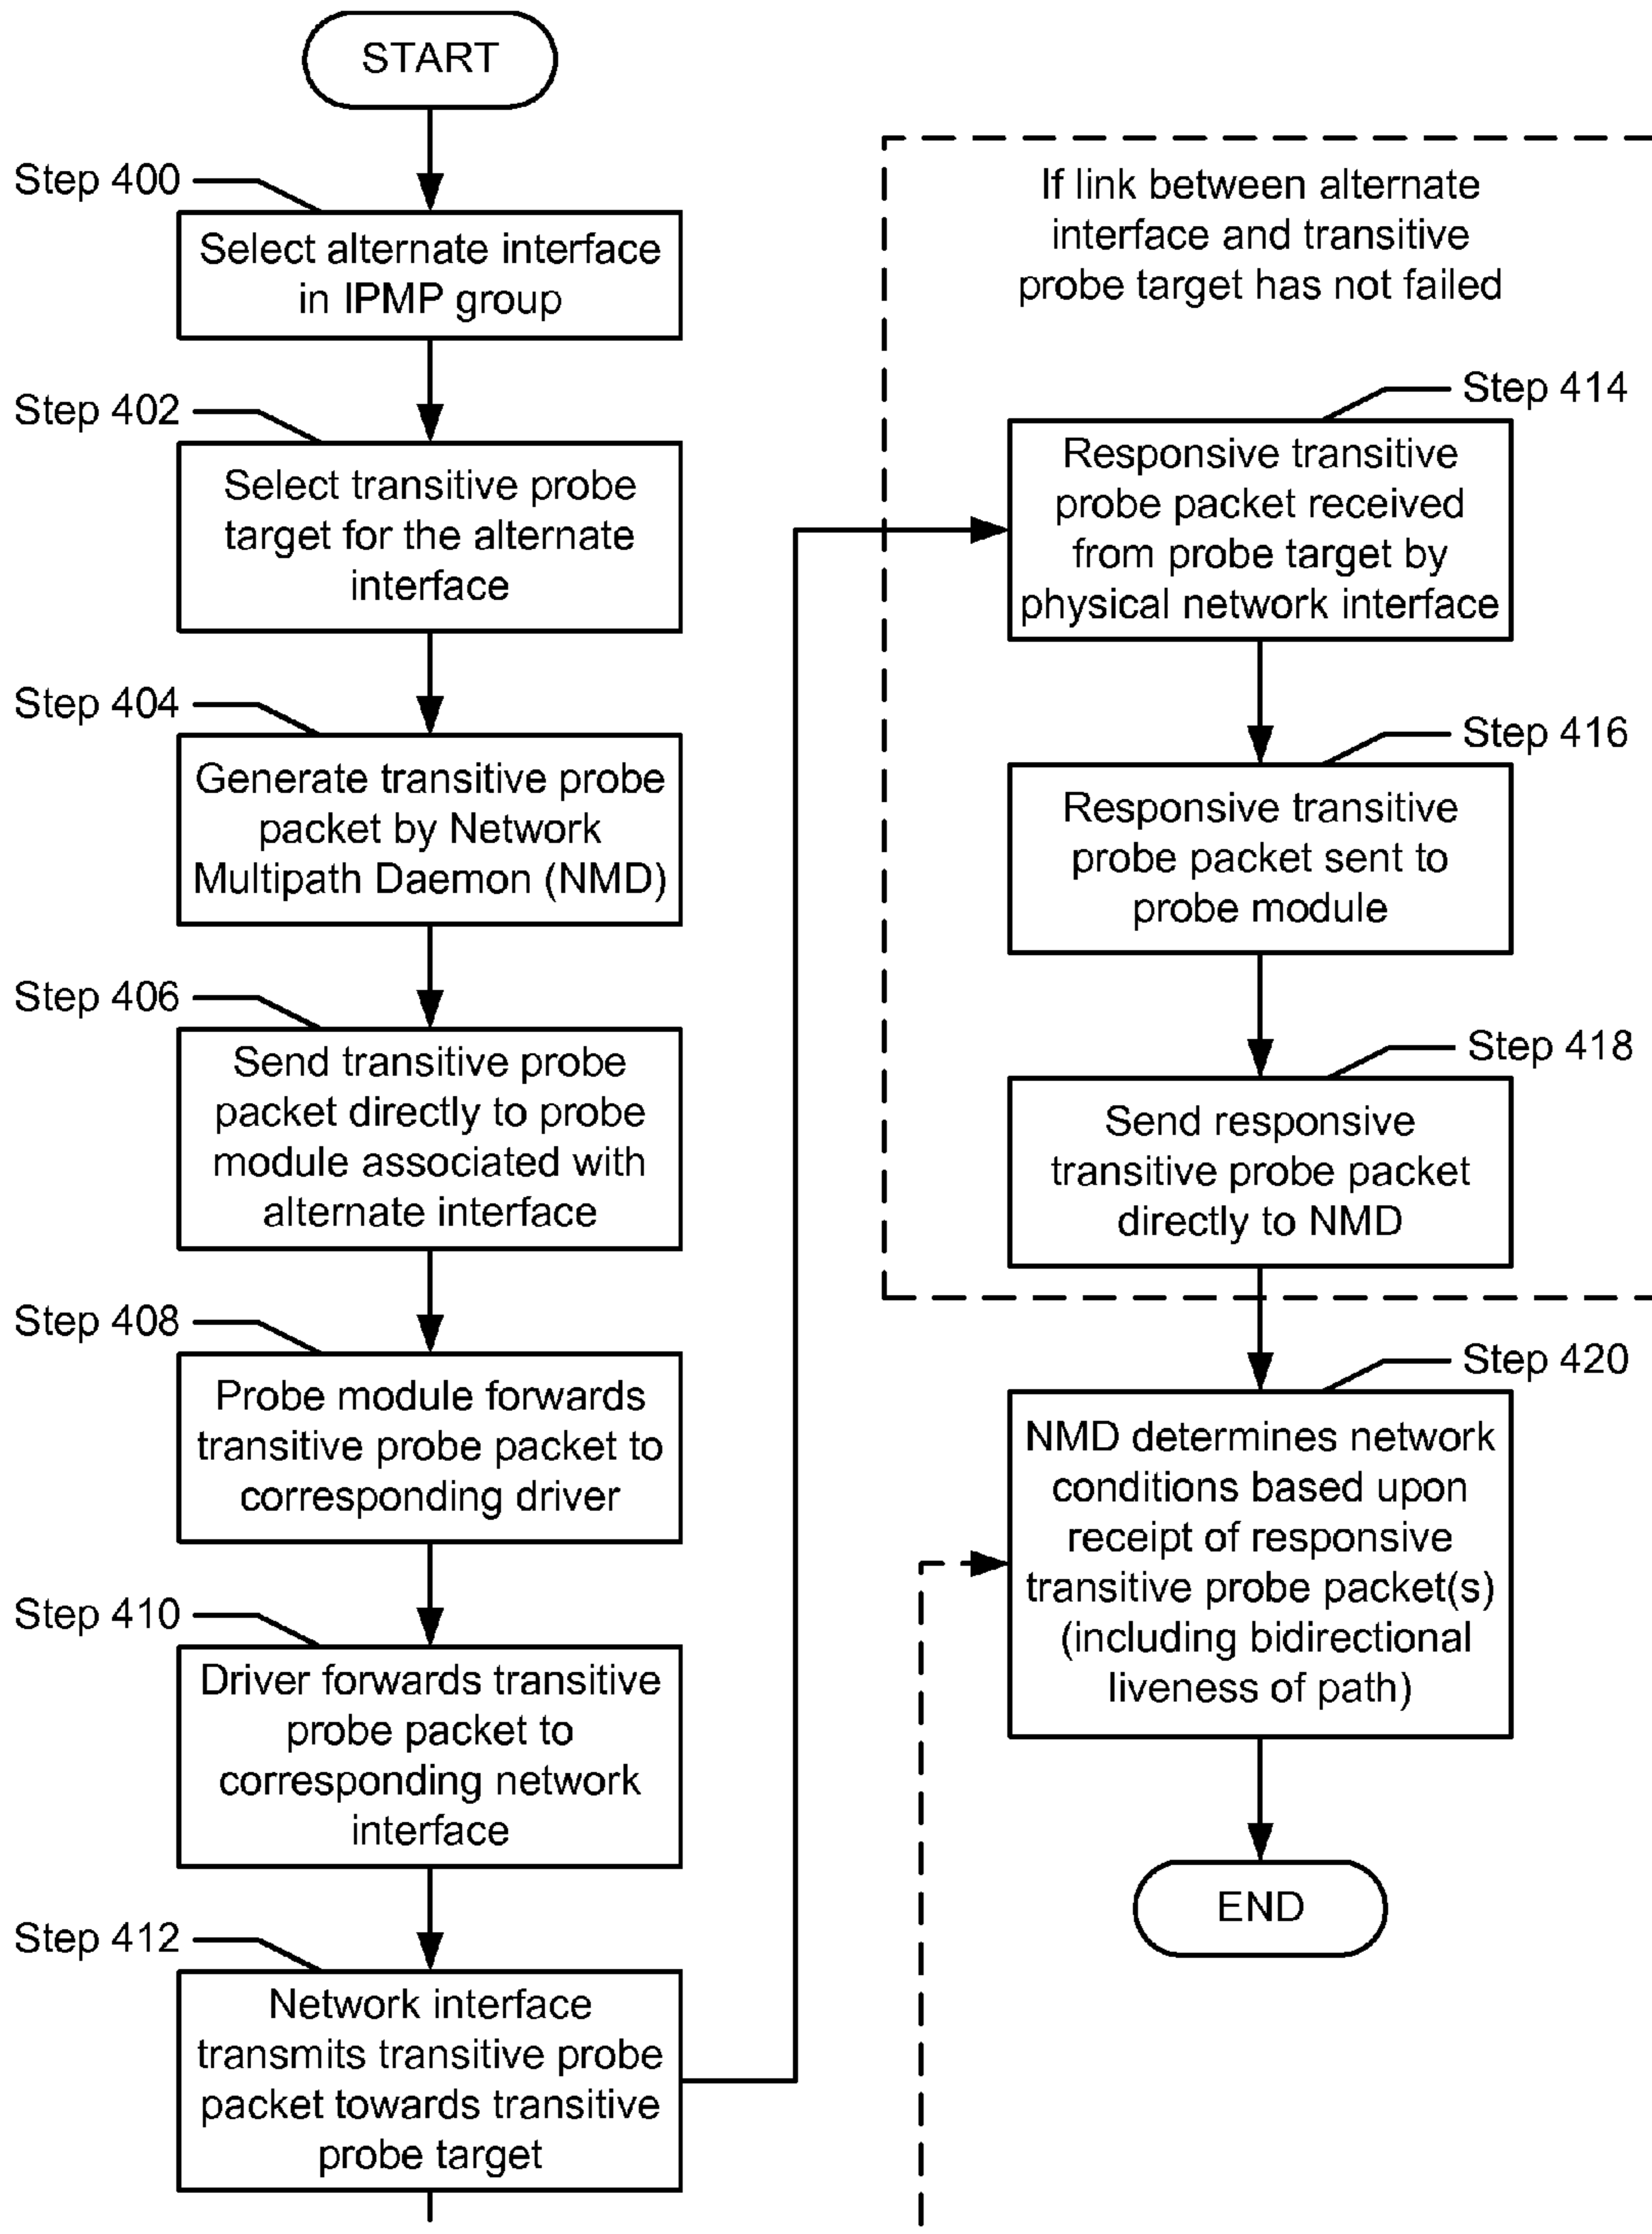 START
Step 400
Select alternate interface
in IPMP group
Step 402
Select transitive probe
target for the alternate
interface
Step 404
Generate transitive probe
packet by Network
Multipath Daemon (NMD)
Step 406
Send transitive probe
packet directly to probe
module associated with
alternate interface
Step 408
Probe module forwards
transitive probe packet to
corresponding driver
Step 410
Driver forwards transitive
probe packet to
corresponding network
interface
Step 412
Network interface
transmits transitive probe
packet towards transitive
probe target
If link between alternate
interface and transitive
probe target has not failed
Step 414
Responsive transitive
probe packet received
from probe target by
physical network interface
Step 416
Responsive transitive
probe packet sent to
probe module
Step 418
Send responsive
transitive probe packet
directly to NMD
Step 420
NMD determines network
conditions based upon
receipt of responsive
transitive probe packet(s)
(including bidirectional
liveness of path)
END